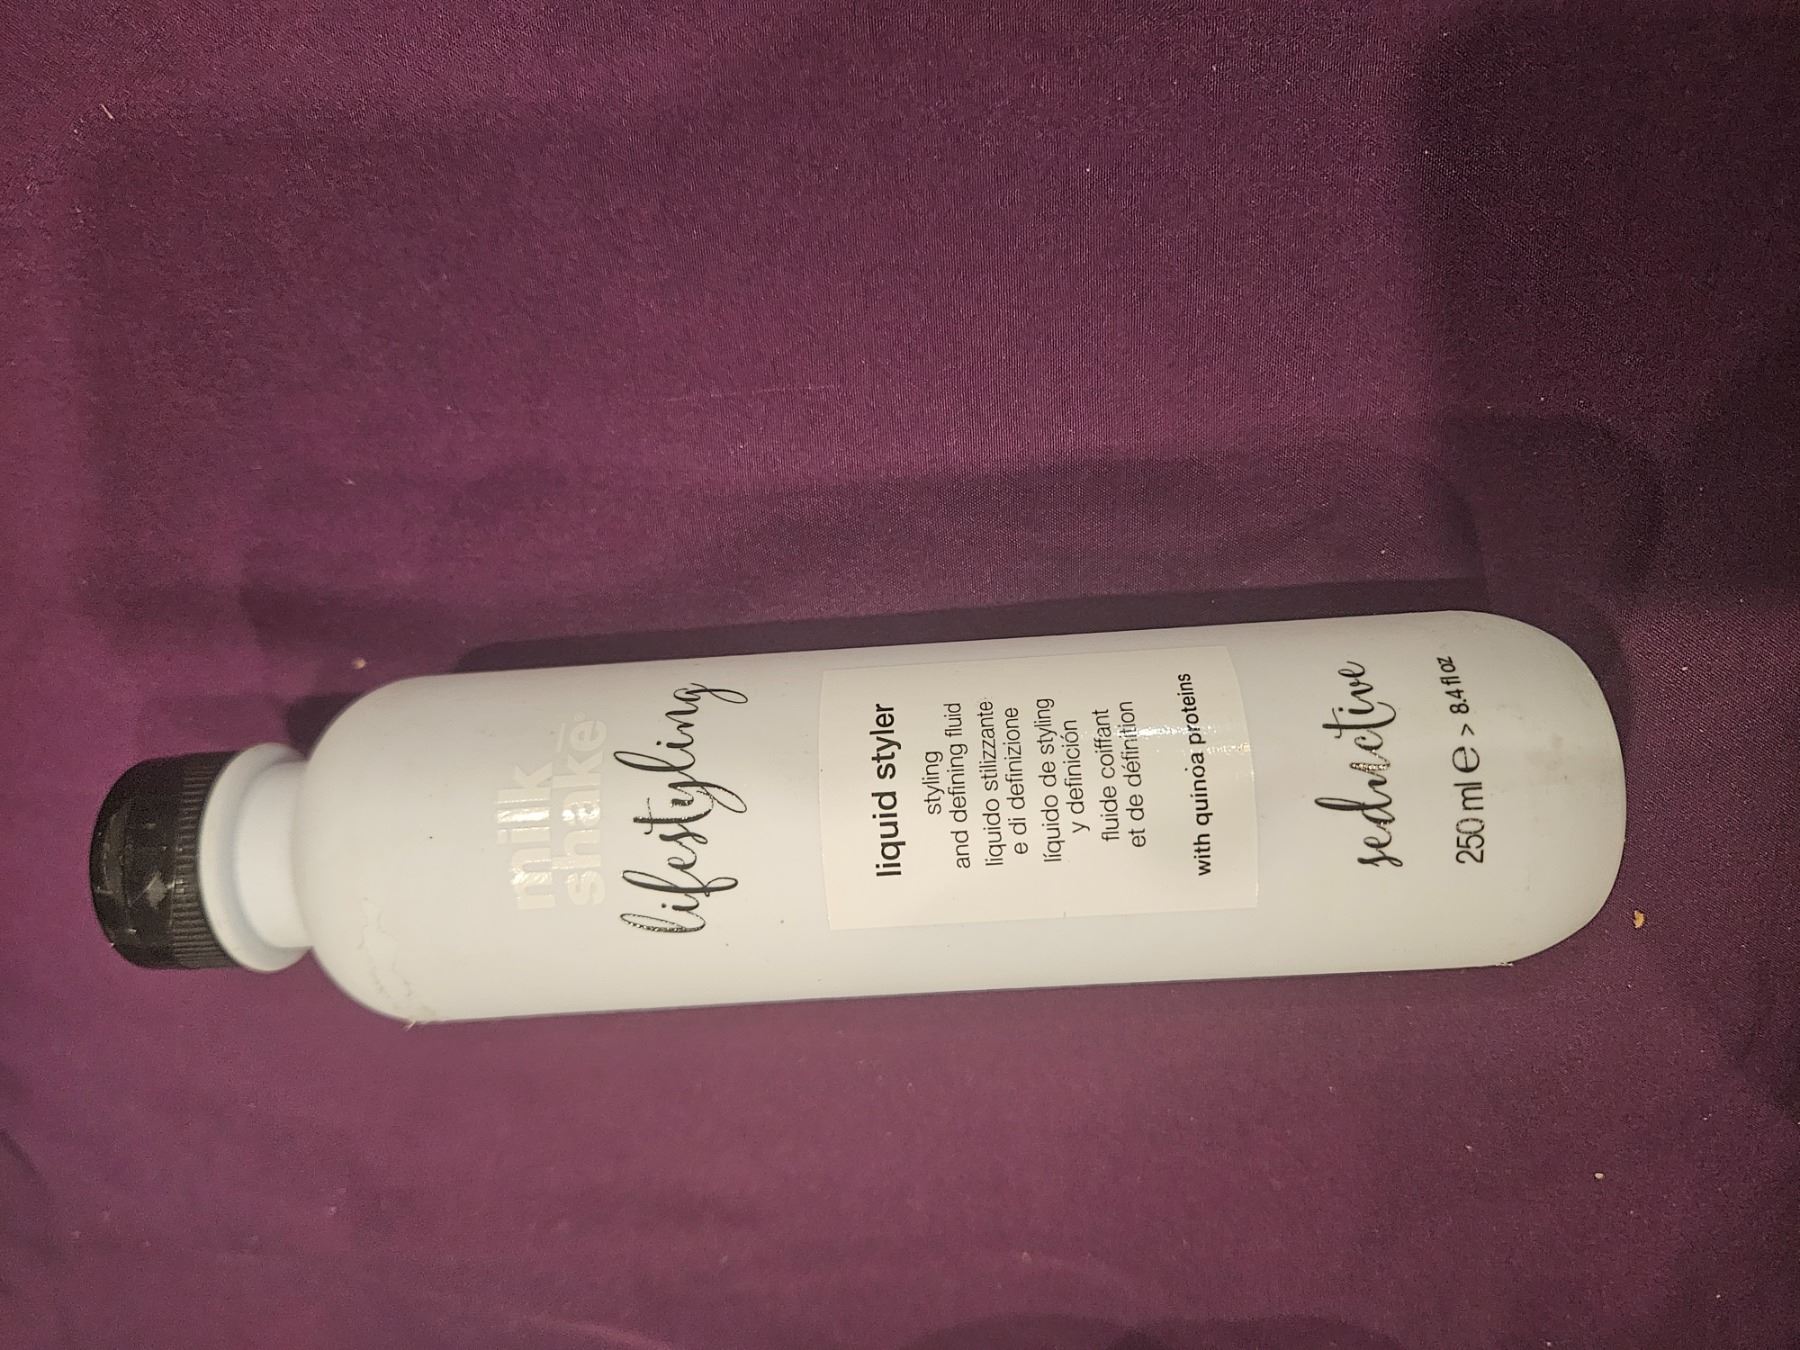 milk
shake
lifestyling
liquid styler
styling
and defining fluid
liquido stilizzante
e di definizione
líquido de styling
y definición
fluide coiffant
et de définition
with quinoa proteins
seductive
250 ml e > 8.4 fl oz